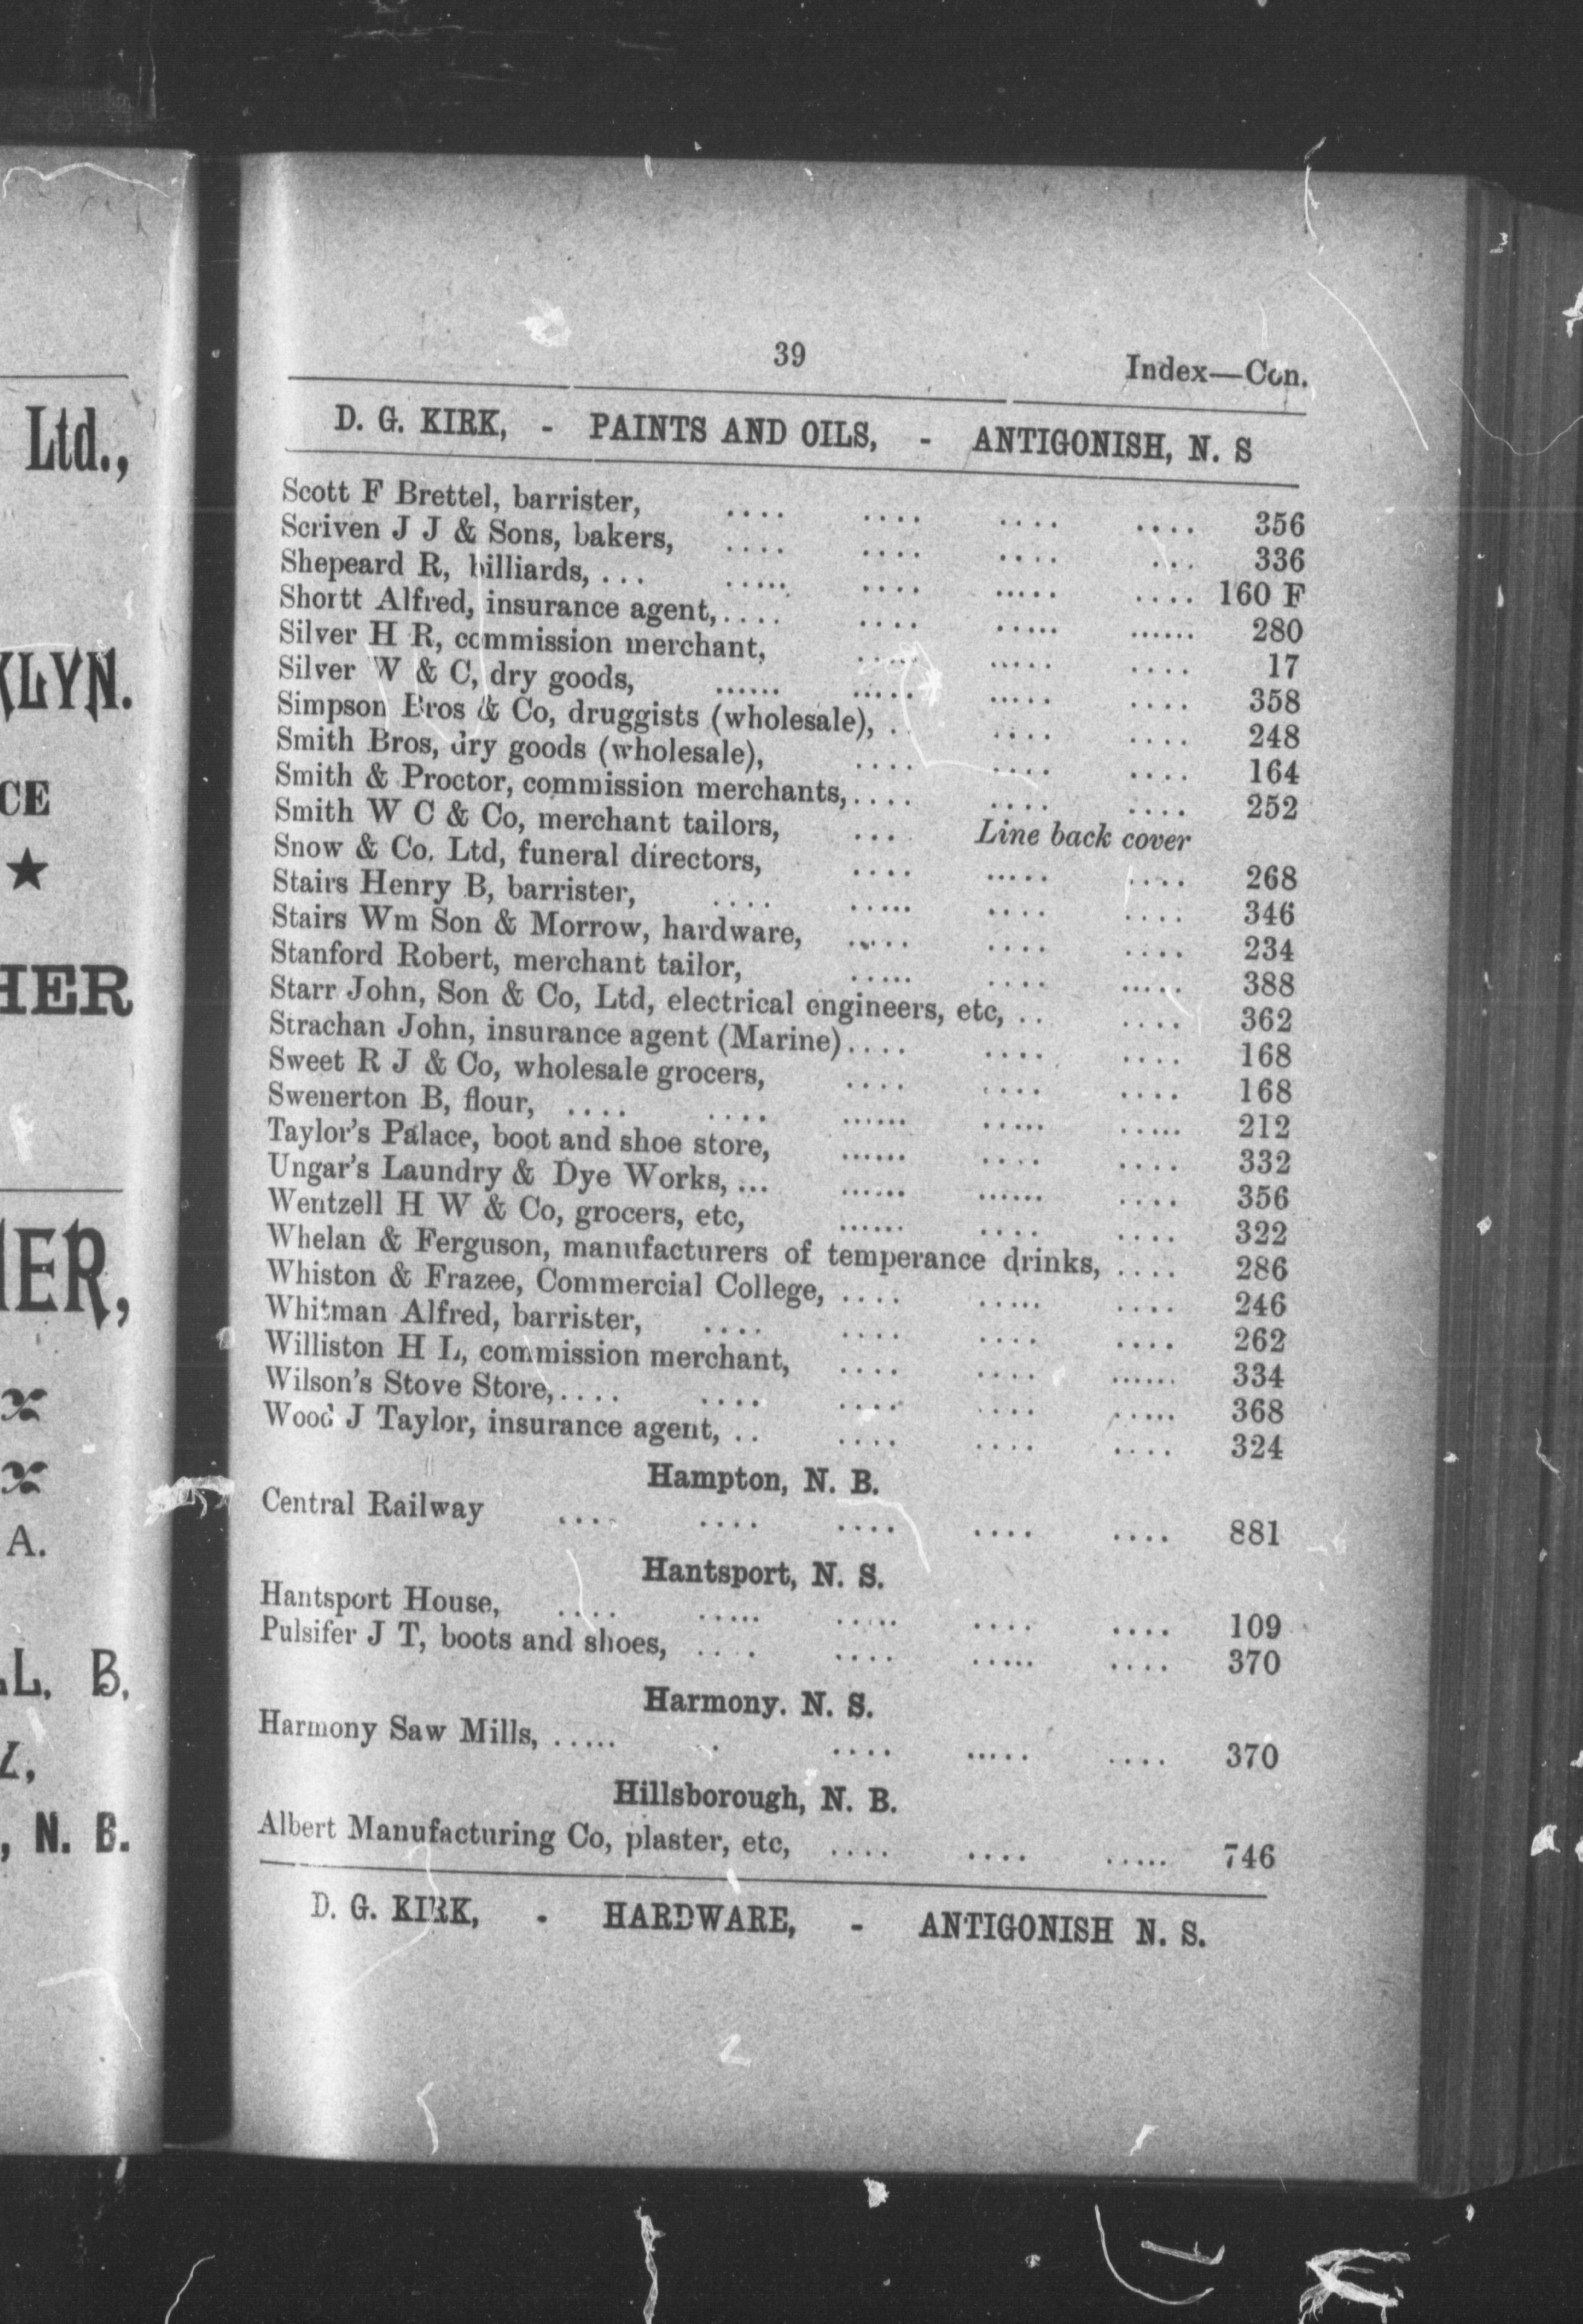 Ltd.,
CE
★
A.
, N. B.
39
Index—Con.
D. G. KIRK, - PAINTS AND OILS, - ANTIGONISH, N. S
Scott F Brettel, barrister, .... .... .... .... 356
Scriven J J & Sons, bakers, .... .... .... ... 336
Shepeard R, billiards, ... ..... .... ..... .... 160 F
Shortt Alfred, insurance agent, .... .... ..... ...... 280
Silver H R, commission merchant, ..... ..... .... 17
Silver W & C, dry goods, ...... ..... ..... .... 358
Simpson Bros & Co, druggists (wholesale), . .... .... 248
Smith Bros, dry goods (wholesale), .... .... .... 164
Smith & Proctor, commission merchants, .... .... .... 252
Smith W C & Co, merchant tailors, .... Line back cover
Snow & Co. Ltd, funeral directors, .... ..... .... 268
Stairs Henry B, barrister, .... ..... .... .... 346
Stairs Wm Son & Morrow, hardware, ..... .... .... 234
Stanford Robert, merchant tailor, ..... .... ..... 388
Starr John, Son & Co, Ltd, electrical engineers, etc, .. .... 362
Strachan John, insurance agent (Marine) .... .... .... 168
Sweet R J & Co, wholesale grocers, .... .... .... 168
Swenerton B, flour, .... .... ...... ..... ..... 212
Taylor's Palace, boot and shoe store, ...... .... .... 332
Ungar's Laundry & Dye Works, ... ...... ...... .... 356
Wentzell H W & Co, grocers, etc, ...... .... .... 322
Whelan & Ferguson, manufacturers of temperance drinks, .... 286
Whiston & Frazee, Commercial College, .... ..... .... 246
Whitman Alfred, barrister, .... .... .... .... 262
Williston H L, commission merchant, .... .... ...... 334
Wilson's Stove Store, .... .... .... .... ..... 368
Wood J Taylor, insurance agent, .. .... .... .... 324
Hampton, N. B.
Central Railway .... .... .... .... .... 881
Hantsport, N. S.
Hantsport House, .... ..... ..... .... .... 109
Pulsifer J T, boots and shoes, .... .... ..... .... 370
Harmony. N. S.
Harmony Saw Mills, ..... . .... ..... .... 370
Hillsborough, N. B.
Albert Manufacturing Co, plaster, etc, .... .... ..... 746
D. G. KIRK, - HARDWARE, - ANTIGONISH N. S.